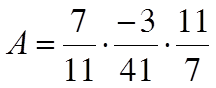 A = 7/11 · -3/41 · 11/7